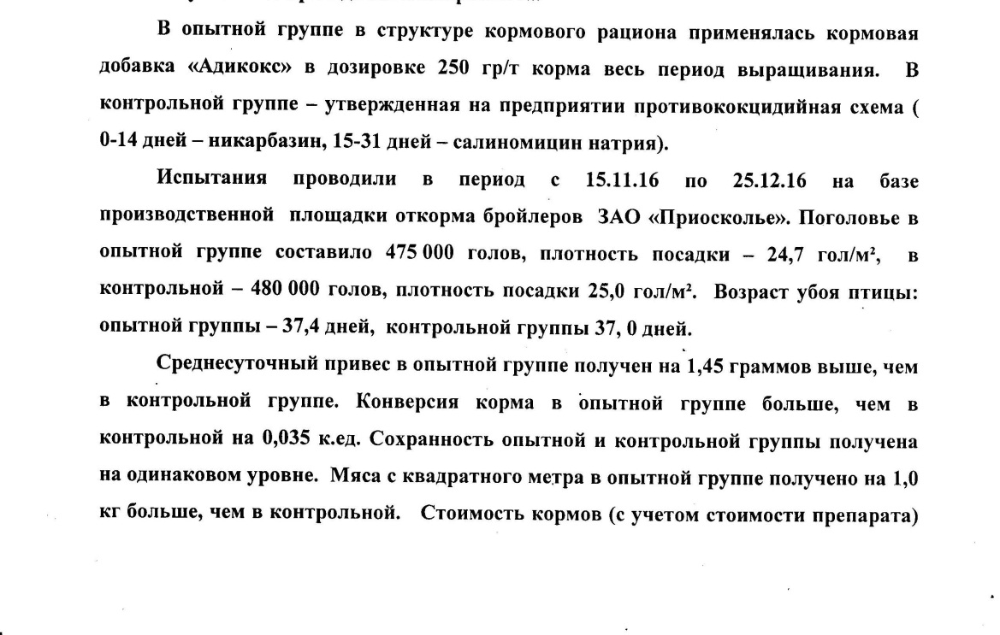 В опытной группе в структуре кормового рациона применялась кормовая
добавка «Адикокс» в дозировке 250 гр/т корма весь период выращивания. В
контрольной группе – утвержденная на предприятии противококцидийная схема (
0-14 дней – никарбазин, 15-31 дней – салиномицин натрия).
Испытания проводили в период с 15.11.16 по 25.12.16 на базе
производственной площадки откорма бройлеров ЗАО «Приосколье». Поголовье в
опытной группе составило 475 000 голов, плотность посадки – 24,7 гол/м², в
контрольной – 480 000 голов, плотность посадки 25,0 гол/м². Возраст убоя птицы:
опытной группы – 37,4 дней, контрольной группы 37, 0 дней.
Среднесуточный привес в опытной группе получен на 1,45 граммов выше, чем
в контрольной группе. Конверсия корма в опытной группе больше, чем в
контрольной на 0,035 к.ед. Сохранность опытной и контрольной группы получена
на одинаковом уровне. Мяса с квадратного метра в опытной группе получено на 1,0
кг больше, чем в контрольной. Стоимость кормов (с учетом стоимости препарата)